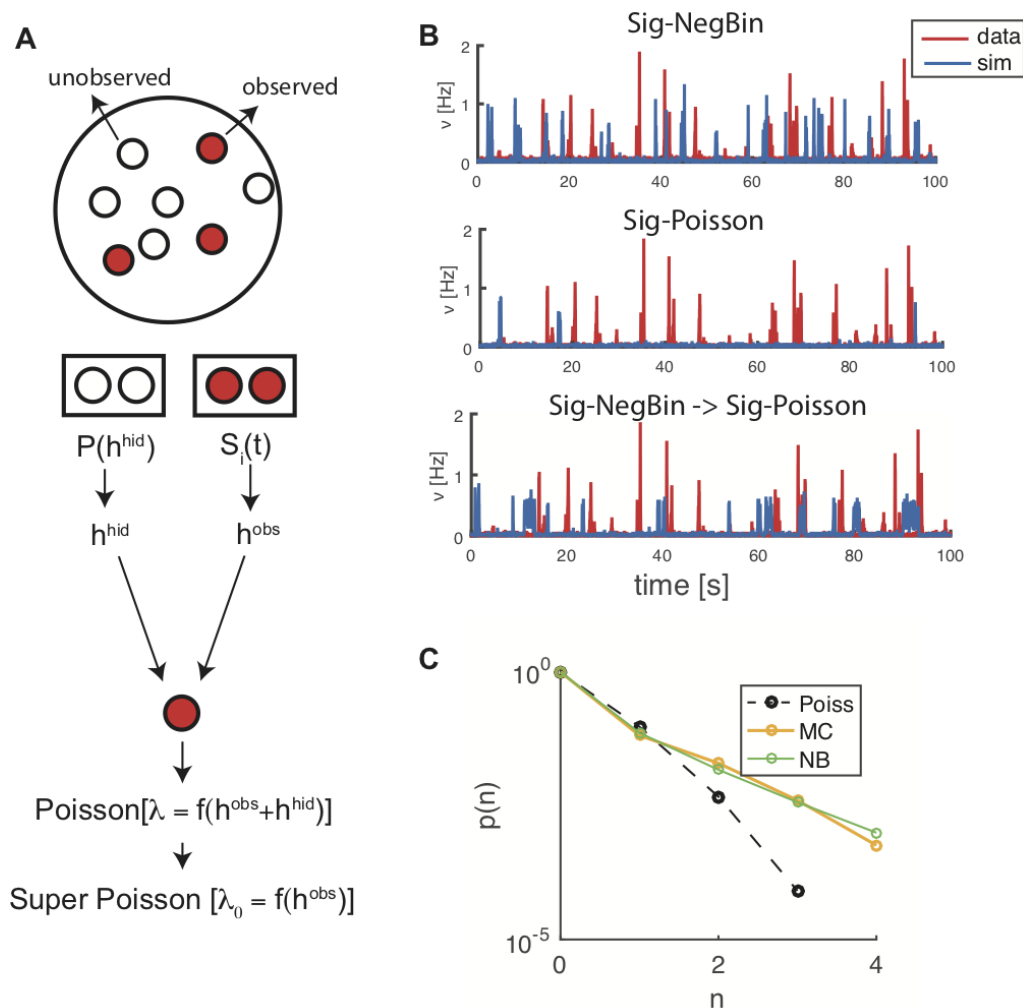 A
unobserved
observed
P(h^hid)
S_i(t)
h^hid
h^obs
Poisson[λ = f(h^obs+h^hid)]
Super Poisson [λ_0 = f(h^obs)]
B
Sig-NegBin
data
sim
ν [Hz]
2
1
0
0 20 40 60 80 100
Sig-Poisson
ν [Hz]
2
1
0
0 20 40 60 80 100
Sig-NegBin -> Sig-Poisson
ν [Hz]
2
1
0
0 20 40 60 80 100
time [s]
C
10^0
Poiss
MC
NB
p(n)
10^-5
0 2 4
n